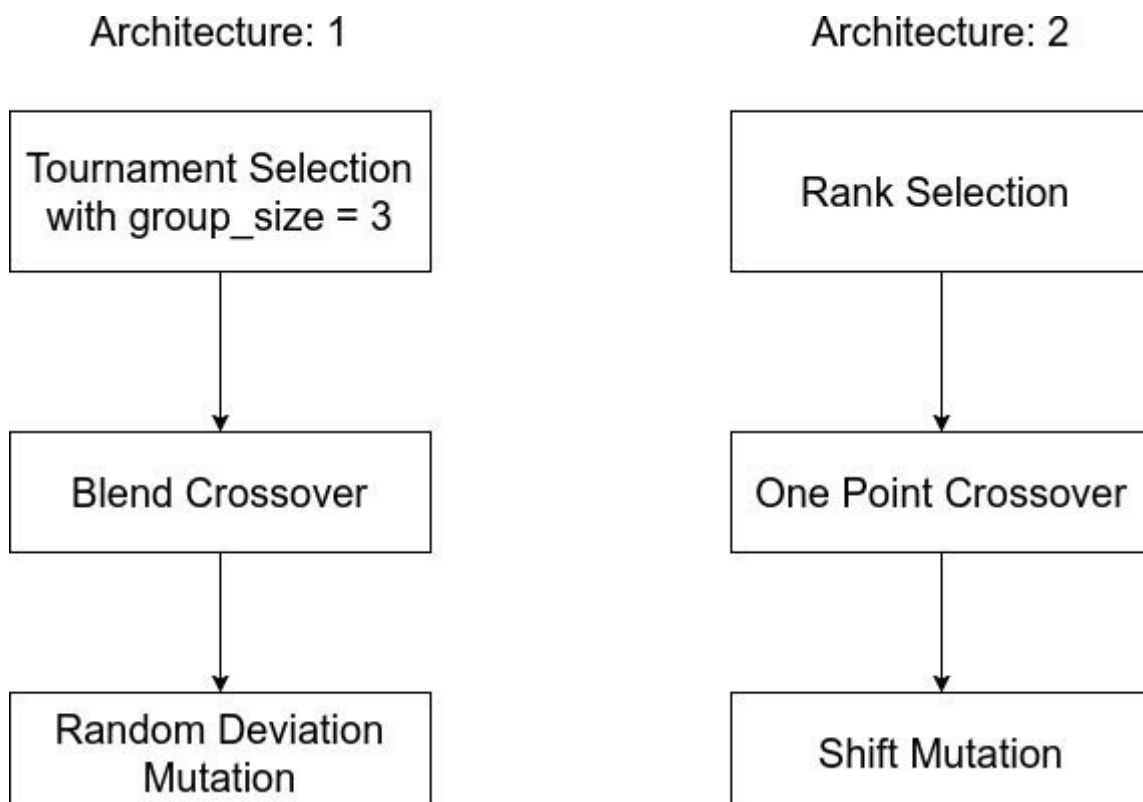 Architecture: 1
Tournament Selection
with group_size = 3
Blend Crossover
Random Deviation
Mutation
Architecture: 2
Rank Selection
One Point Crossover
Shift Mutation